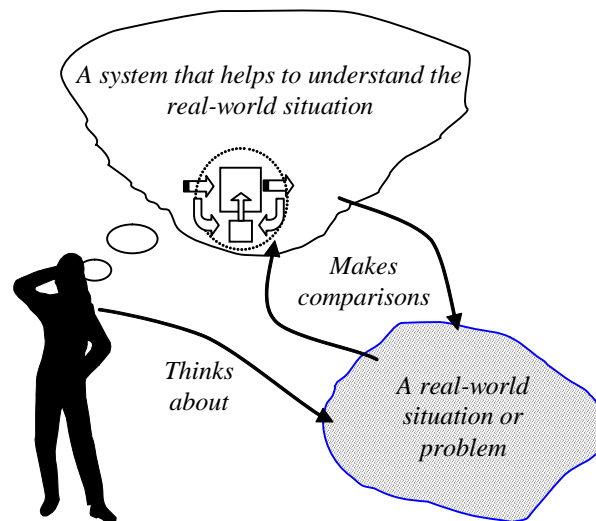 A system that helps to understand the
real-world situation
Makes
comparisons
Thinks
about
A real-world
situation or
problem